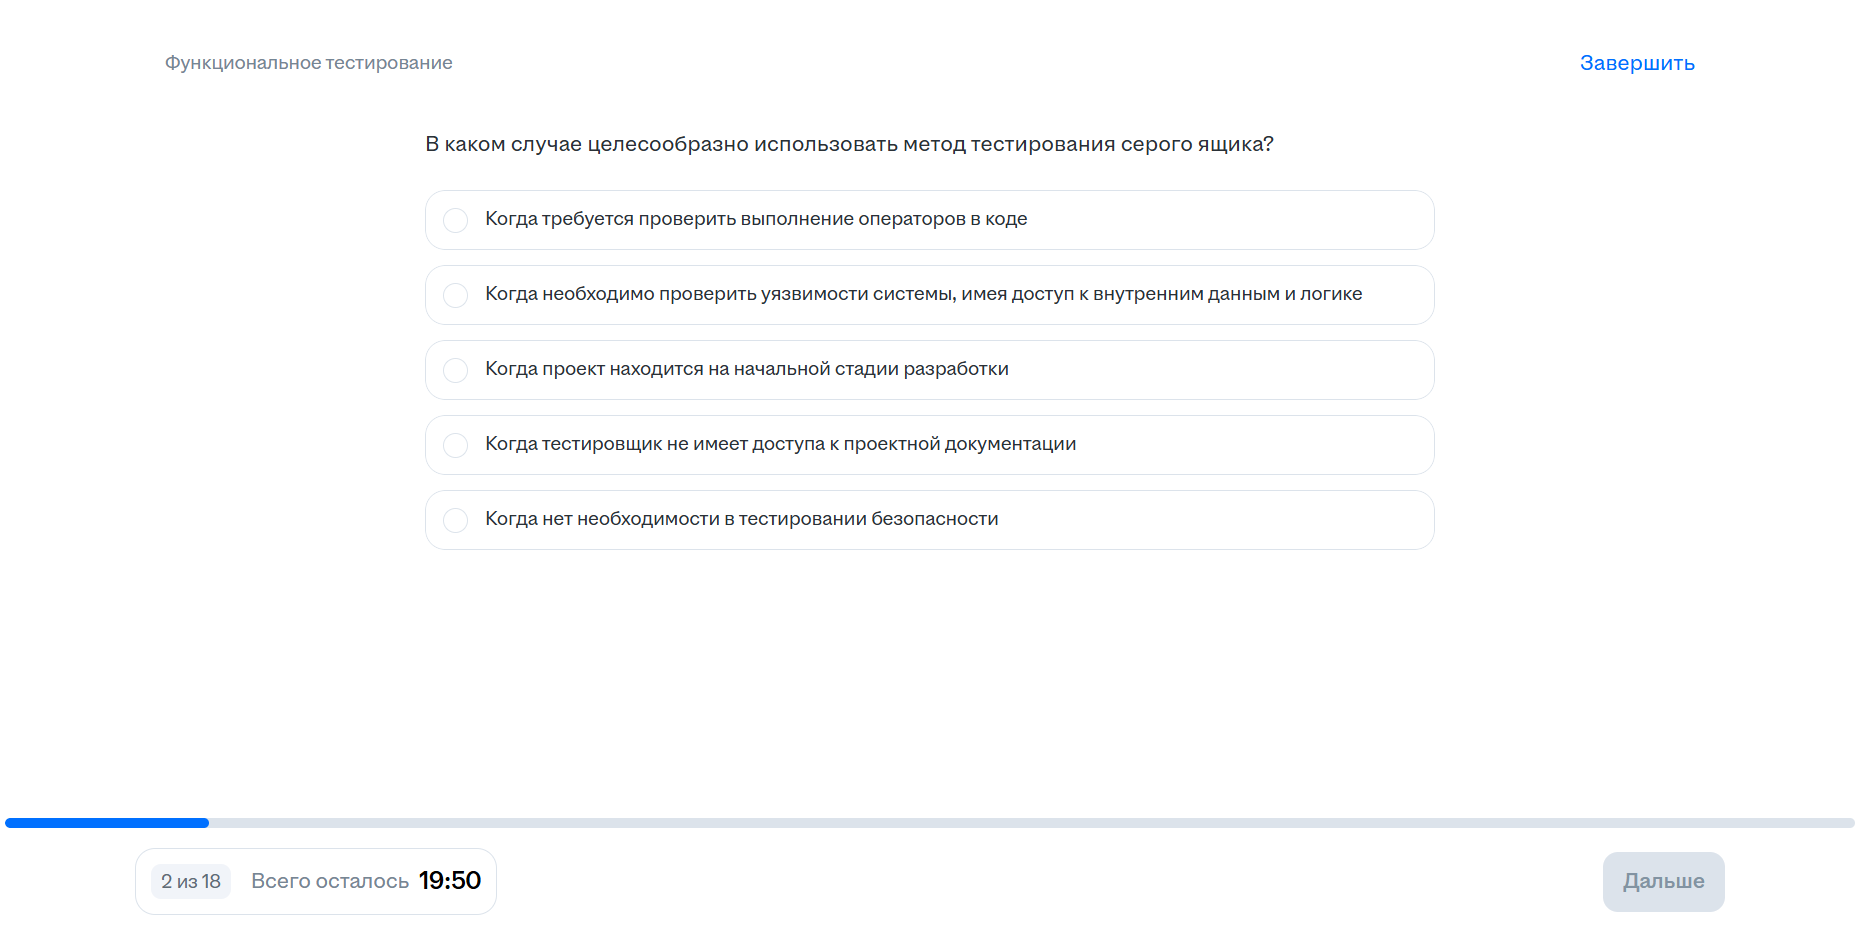 Функциональное тестирование
Завершить
В каком случае целесообразно использовать метод тестирования серого ящика?
Когда требуется проверить выполнение операторов в коде
Когда необходимо проверить уязвимости системы, имея доступ к внутренним данным и логике
Когда проект находится на начальной стадии разработки
Когда тестировщик не имеет доступа к проектной документации
Когда нет необходимости в тестировании безопасности
2 из 18
Всего осталось 19:50
Дальше